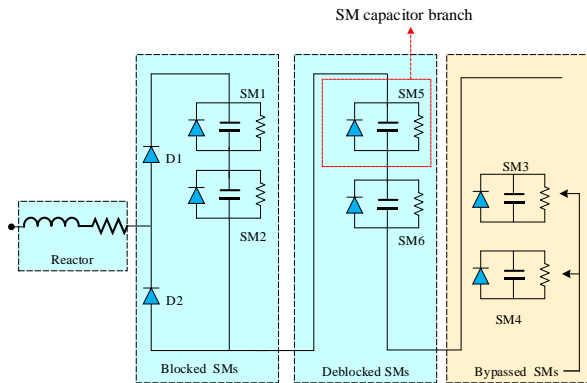 SM capacitor branch
SM1
SM5
D1
SM3
SM2
SM6
Reactor
D2
SM4
Blocked SMs
Deblocked SMs
Bypassed SMs